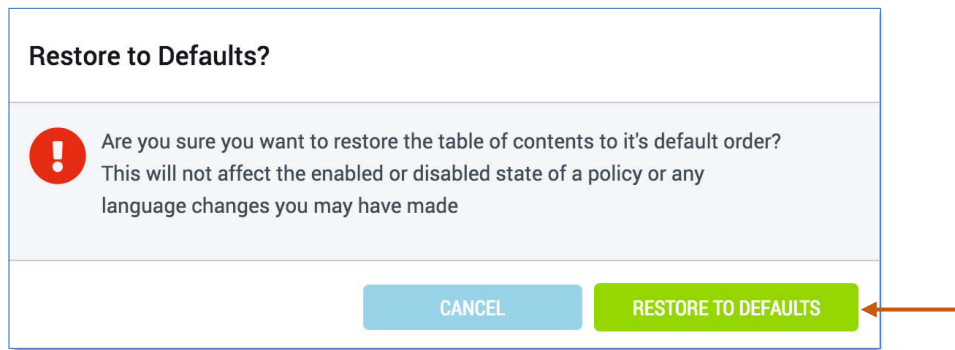 Restore to Defaults?
Are you sure you want to restore the table of contents to it's default order?
This will not affect the enabled or disabled state of a policy or any
language changes you may have made
CANCEL
RESTORE TO DEFAULTS